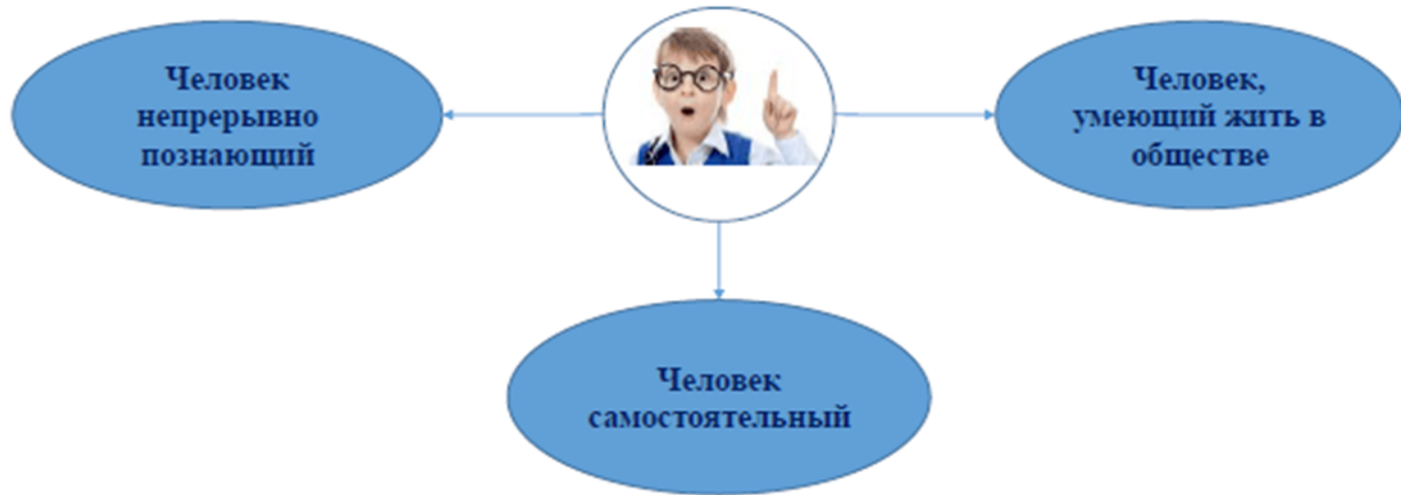 Человек
непрерывно
познающий
Человек,
умеющий жить в
обществе
Человек
самостоятельный